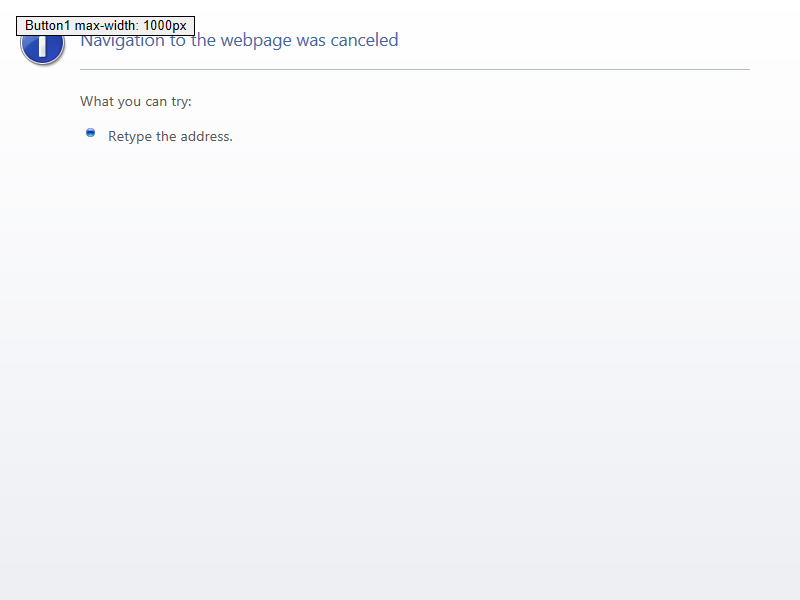 Button1 max-width: 1000px
Navigation to the webpage was canceled
What you can try:
Retype the address.